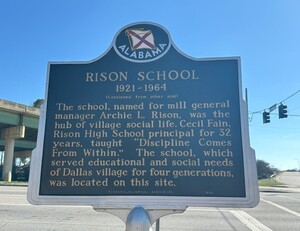 ALABAMA
RISON SCHOOL
1921-1964
(Continued from other side)
The school, named for mill general
manager Archie L. Rison, was the
hub of village social life. Cecil Fain,
Rison High School principal for 32
years, taught "Discipline Comes
From Within." The school, which
served educational and social needs
of Dallas village for four generations,
was located on this site.